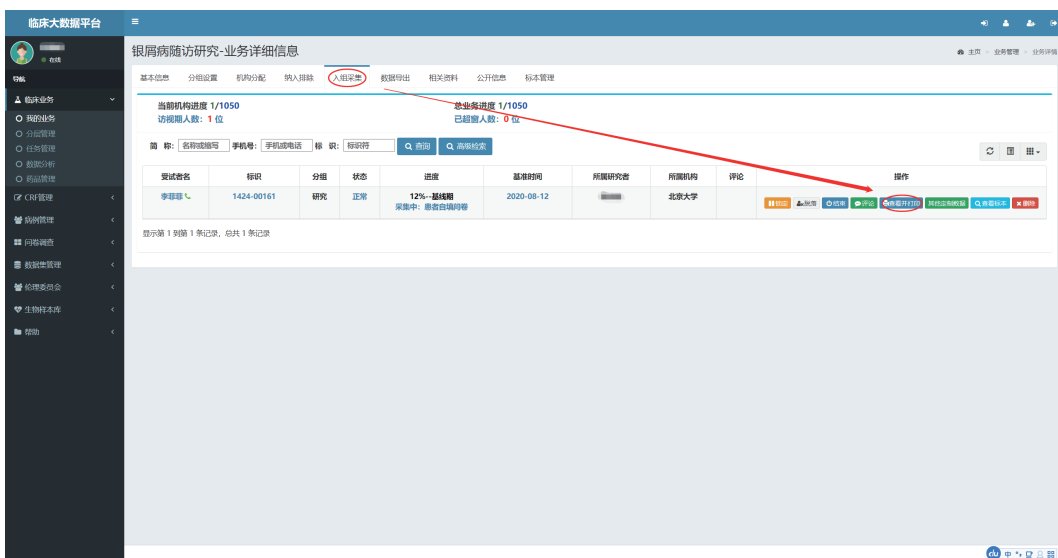 临床大数据平台
在线
导航
临床业务
我的业务
分层管理
任务管理
数据分析
药品管理
CRF管理
病例管理
问卷调查
数据集管理
伦理委员会
生物样本库
帮助
银屑病随访研究-业务详细信息
主页 > 业务管理 > 业务详情
基本信息 分组设置 机构分配 纳入排除 入组采集 数据导出 相关资料 公开信息 标本管理
当前机构进度 1/1050 总业务进度 1/1050
访视期人数：1 位 已超窗人数：0 位
简 称： 名称或缩写 手机号： 手机或电话 标 识： 标识符 查询 高级检索
受试者名 标识 分组 状态 进度 基准时间 所属研究者 所属机构 评论 操作
李菲菲 1424-00161 研究 正常 12%--基线期 2020-08-12 北京大学 结束 评论 查看并打印 其他定制数据 查看标本 删除
采集中：患者自填问卷
显示第 1 到第 1 条记录，总共 1 条记录
du 中